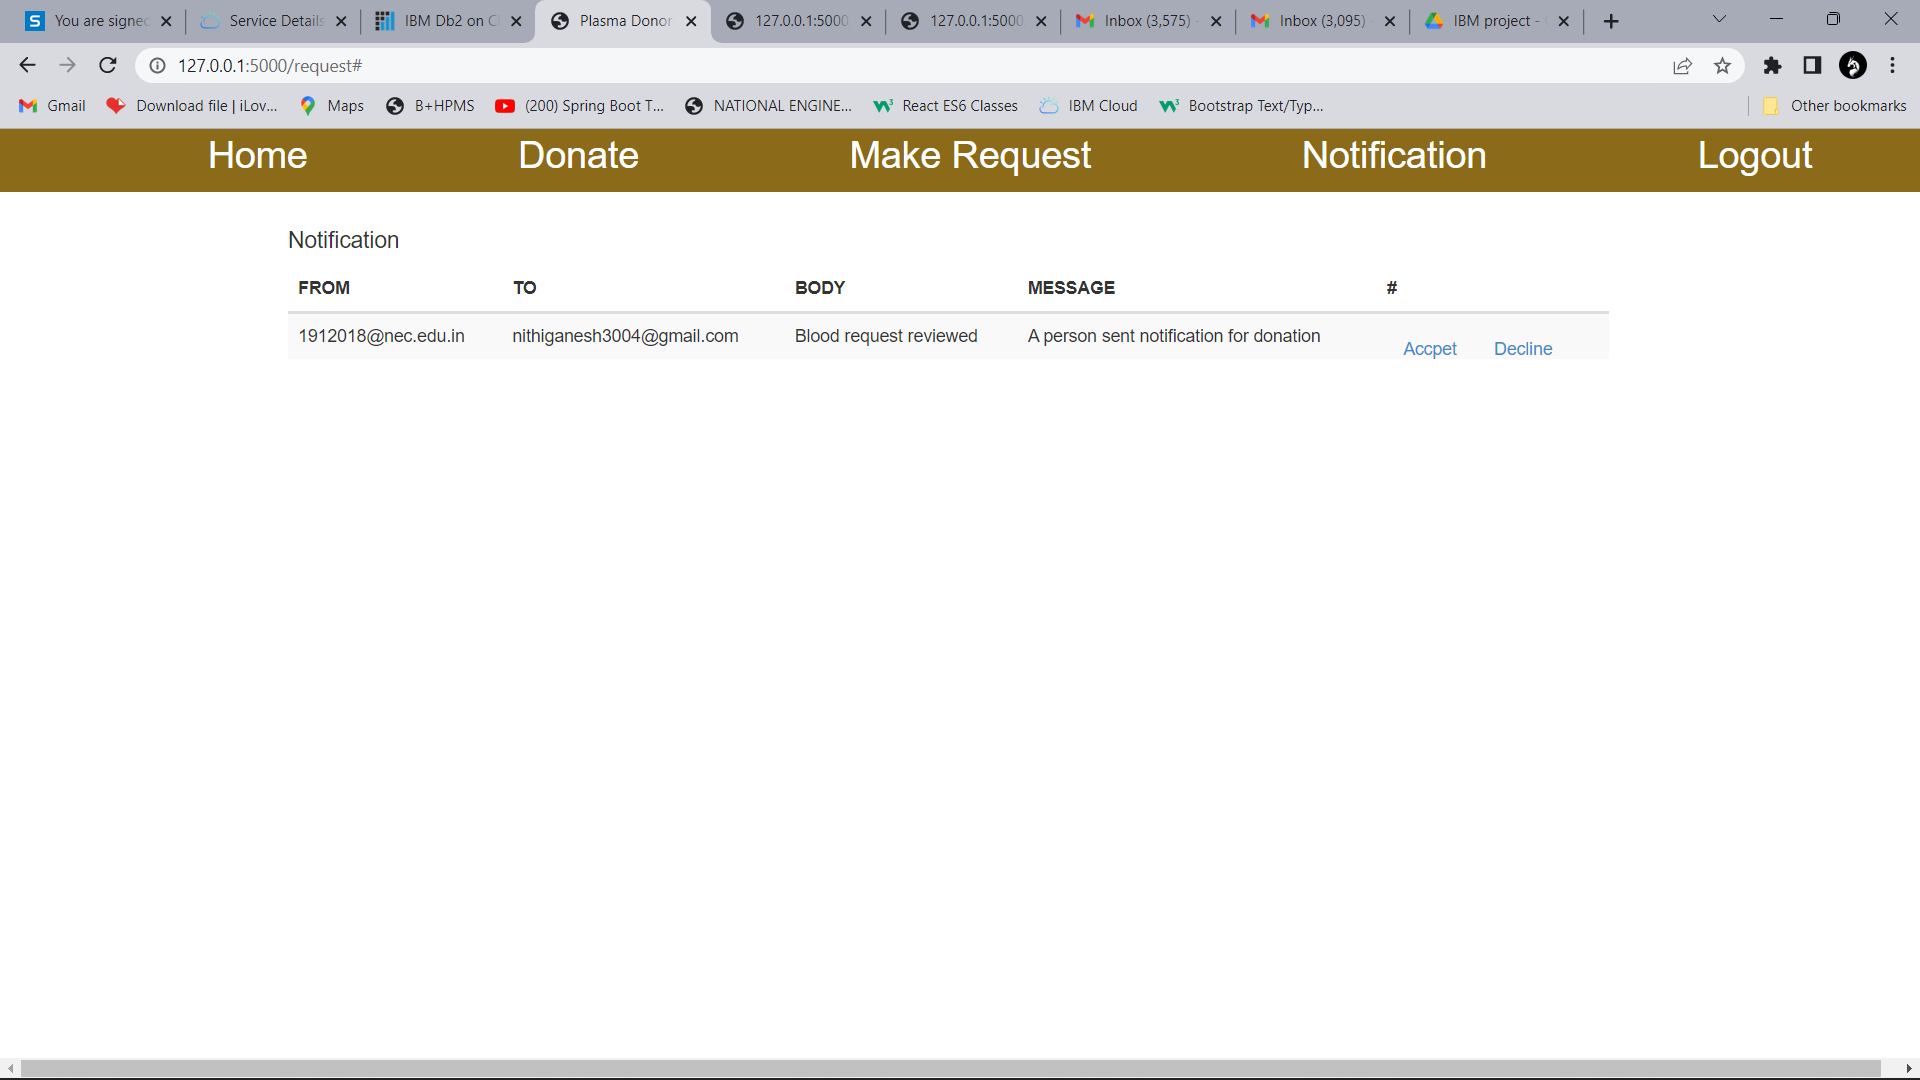 You are signed
Service Details
IBM Db2 on Cl
Plasma Donor
127.0.0.1:5000
127.0.0.1:5000
Inbox (3,575) -
Inbox (3,095)
IBM project -
127.0.0.1:5000/request#
Gmail
Download file | iLov...
Maps
B+HPMS
(200) Spring Boot T...
NATIONAL ENGINE...
React ES6 Classes
IBM Cloud
Bootstrap Text/Typ...
Other bookmarks
Home Donate Make Request Notification Logout
Notification
FROM TO BODY MESSAGE #
1912018@nec.edu.in nithiganesh3004@gmail.com Blood request reviewed A person sent notification for donation Accpet Decline